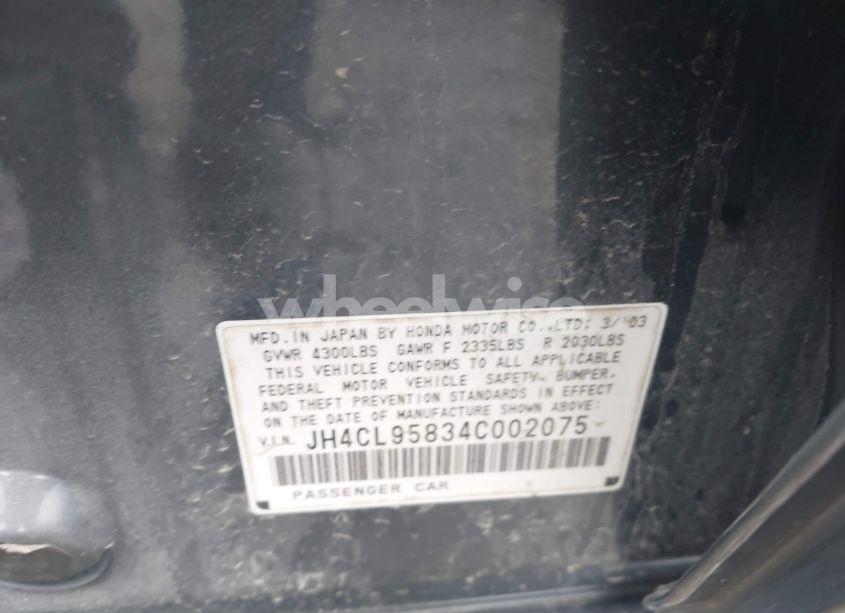 wheelwise
MFD. IN JAPAN BY HONDA MOTOR CO.,LTD: 3/'03
GVWR 4300LBS GAWR F 2335LBS R 2030LBS
THIS VEHICLE CONFORMS TO ALL APPLICABLE
FEDERAL MOTOR VEHICLE SAFETY, BUMPER,
AND THEFT PREVENTION STANDARDS IN EFFECT
ON THE DATE OF MANUFACTURE SHOWN ABOVE:
V.I.N. JH4CL95834C002075
PASSENGER CAR